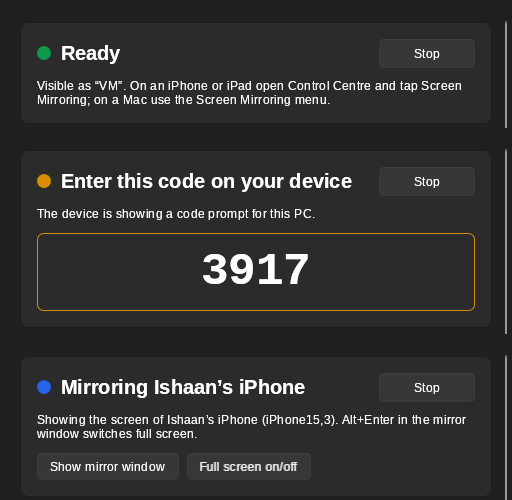 Ready
Stop
Visible as “VM”. On an iPhone or iPad open Control Centre and tap Screen
Mirroring; on a Mac use the Screen Mirroring menu.
Enter this code on your device
Stop
The device is showing a code prompt for this PC.
3917
Mirroring Ishaan’s iPhone
Stop
Showing the screen of Ishaan’s iPhone (iPhone15,3). Alt+Enter in the mirror
window switches full screen.
Show mirror window
Full screen on/off